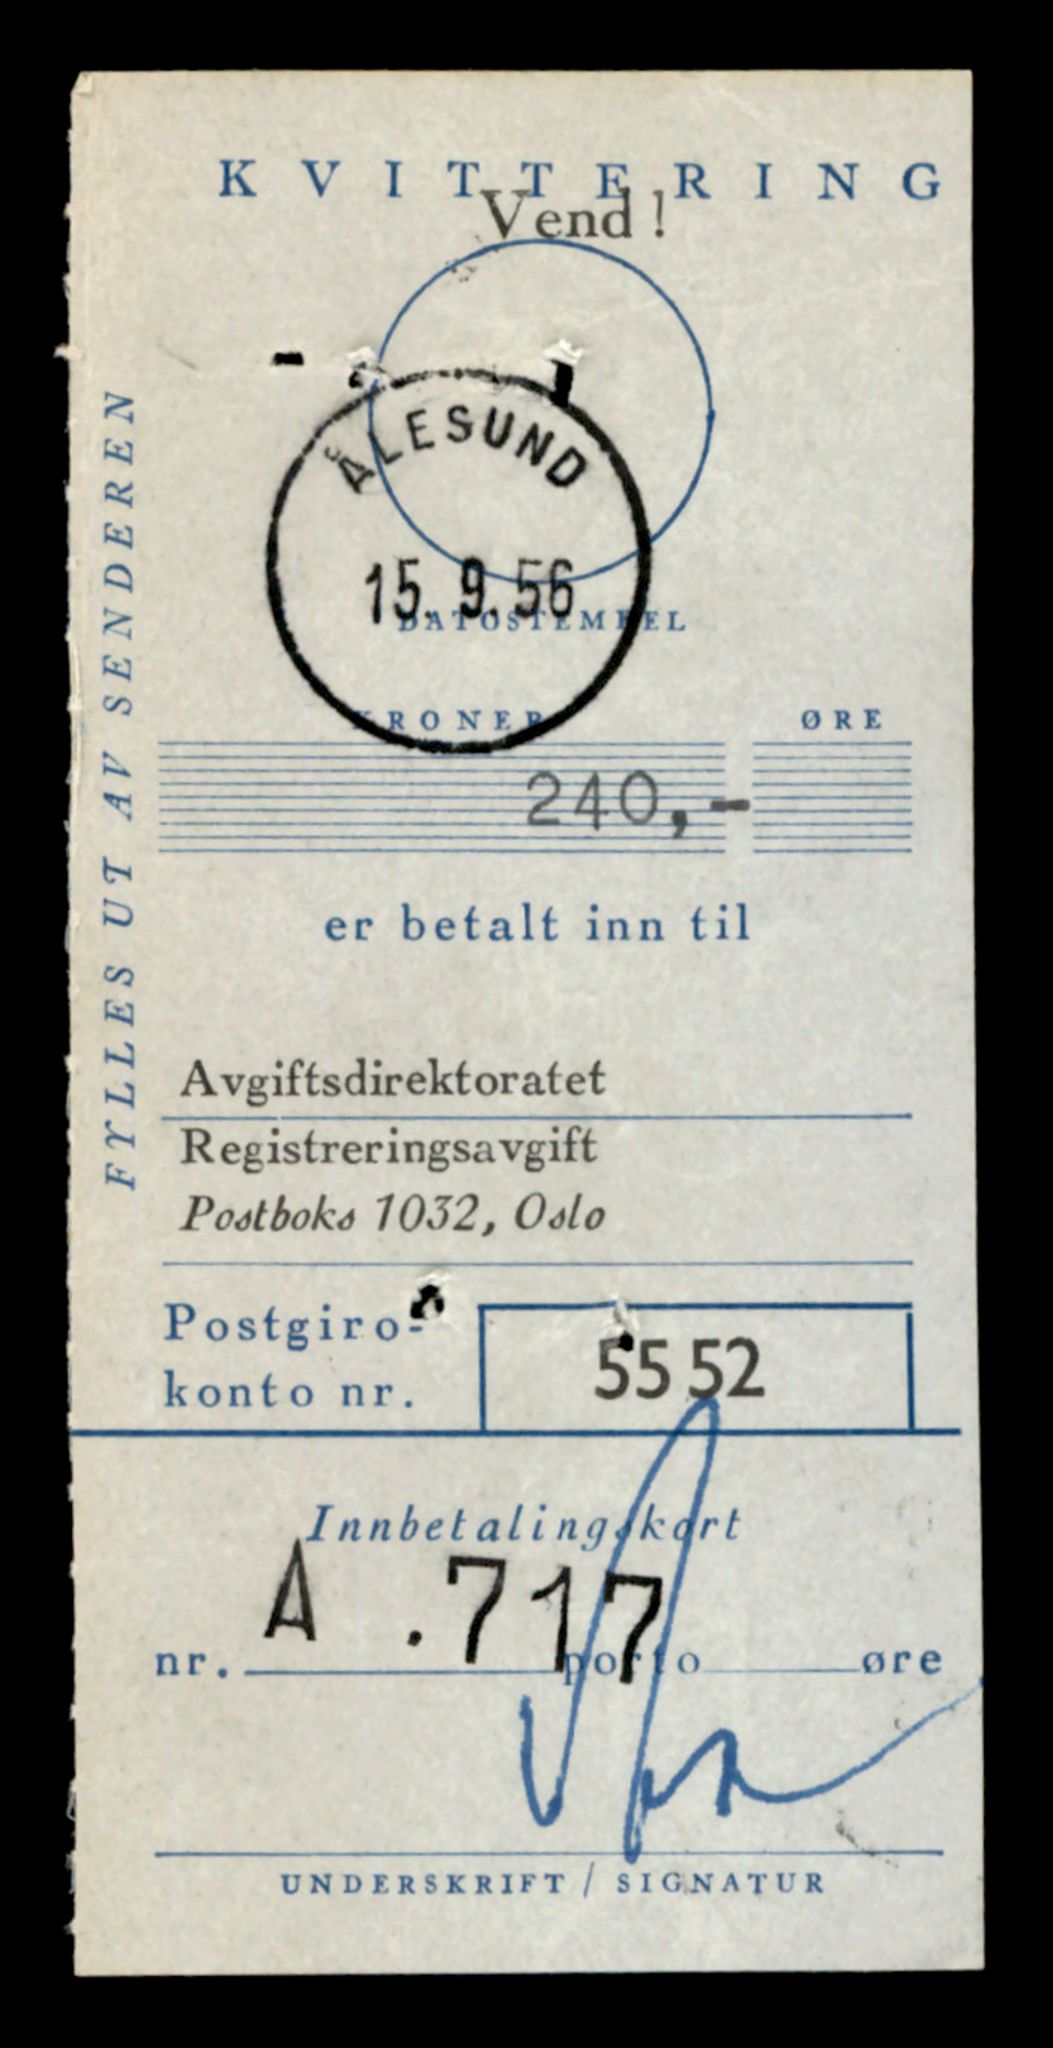 KVITTERING
Vend!
ÅLESUND
15.9.56
DATOSTEMPEL
KRONER ØRE
240,-
er betalt inn til
Avgiftsdirektoratet
Registreringsavgift
Postboks 1032, Oslo
Postgiro-
konto nr. 5552
Innbetalingskort
A .717
nr. porto øre
UNDERSKRIFT / SIGNATUR
FYLLES UT AV SENDEREN